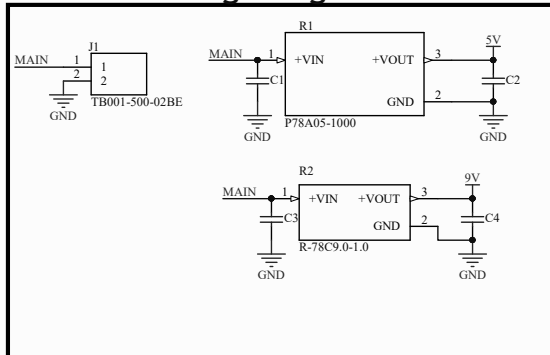 J1
MAIN 1 1
2 2
GND
TB001-500-02BE
R1
MAIN 1 +VIN +VOUT 3 5V
C1 C2
GND 2
GND P78A05-1000 GND
R2
MAIN 1 +VIN +VOUT 3 9V
C3 C4
GND 2
GND R-78C9.0-1.0 GND